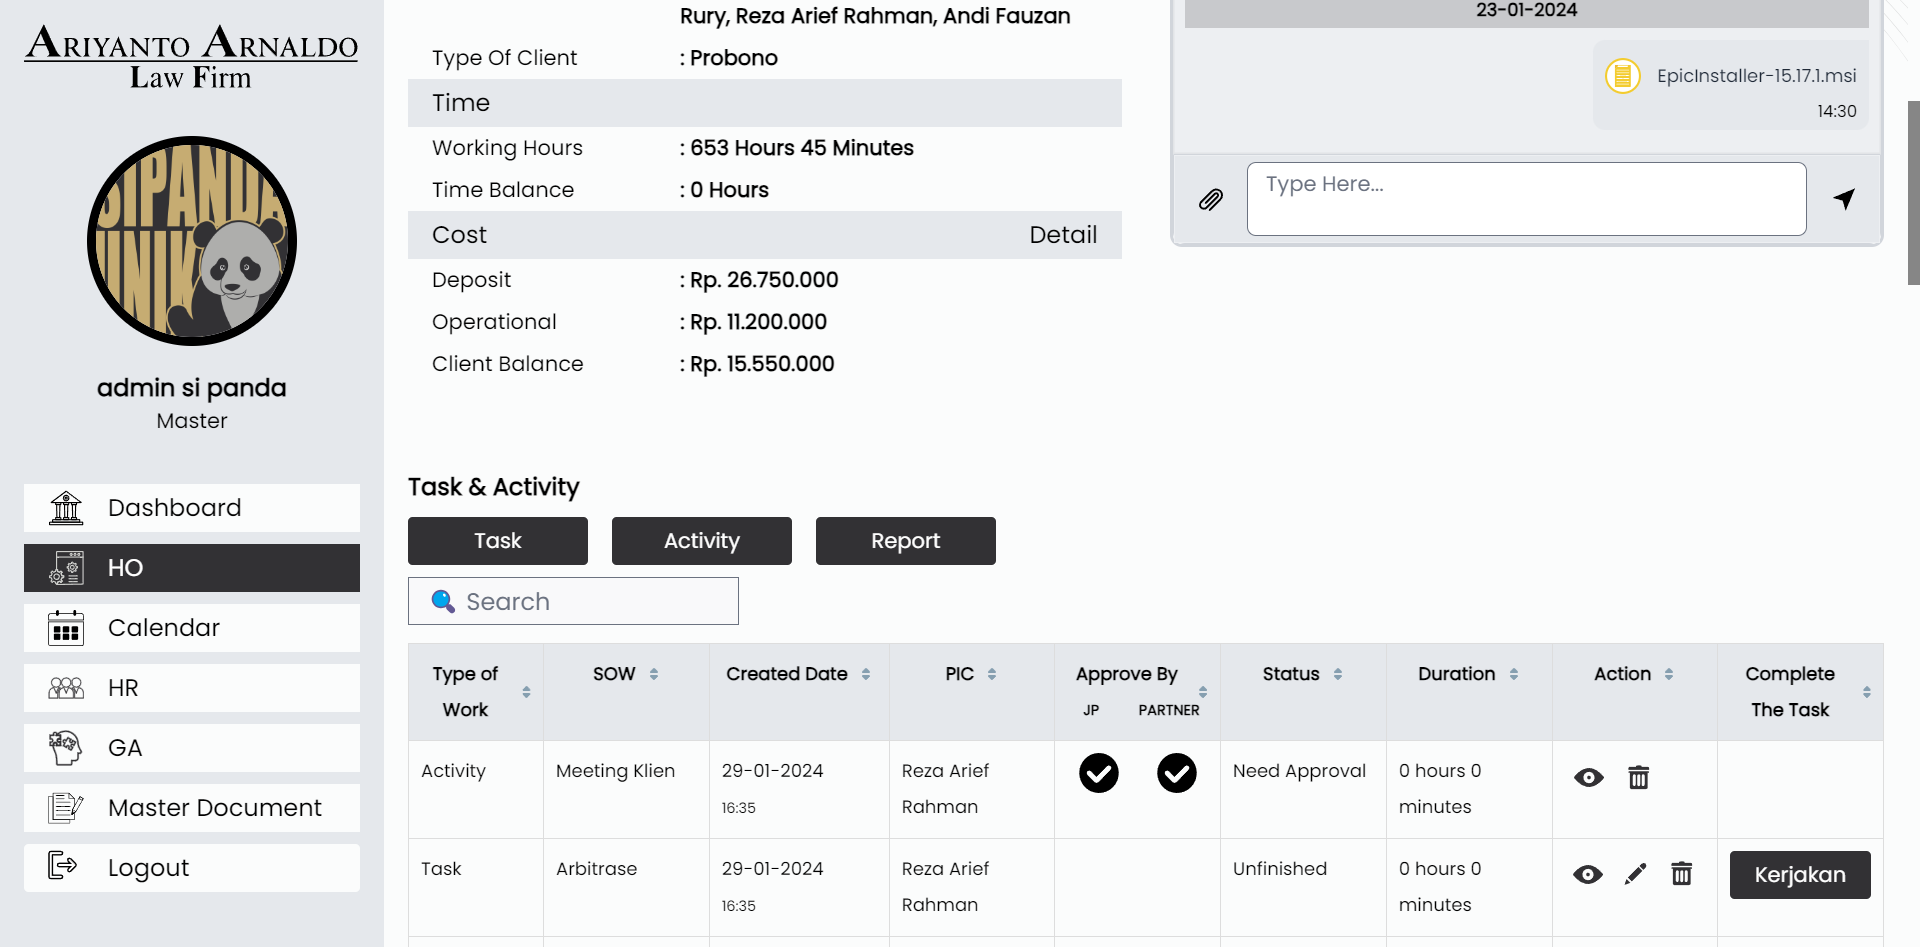 ARIYANTO ARNALDO
Law Firm
SIPANDA
UNIK
admin si panda
Master
Dashboard
HO
Calendar
HR
GA
Master Document
Logout
Rury, Reza Arief Rahman, Andi Fauzan
Type Of Client : Probono
Time
Working Hours : 653 Hours 45 Minutes
Time Balance : 0 Hours
Cost Detail
Deposit : Rp. 26.750.000
Operational : Rp. 11.200.000
Client Balance : Rp. 15.550.000
23-01-2024
EpicInstaller-15.17.1.msi
14:30
Type Here...
Task & Activity
Task Activity Report
Search
Type of Work SOW Created Date PIC Approve By JP PARTNER Status Duration Action Complete The Task
Activity Meeting Klien 29-01-2024 16:35 Reza Arief Rahman Need Approval 0 hours 0 minutes
Task Arbitrase 29-01-2024 16:35 Reza Arief Rahman Unfinished 0 hours 0 minutes Kerjakan